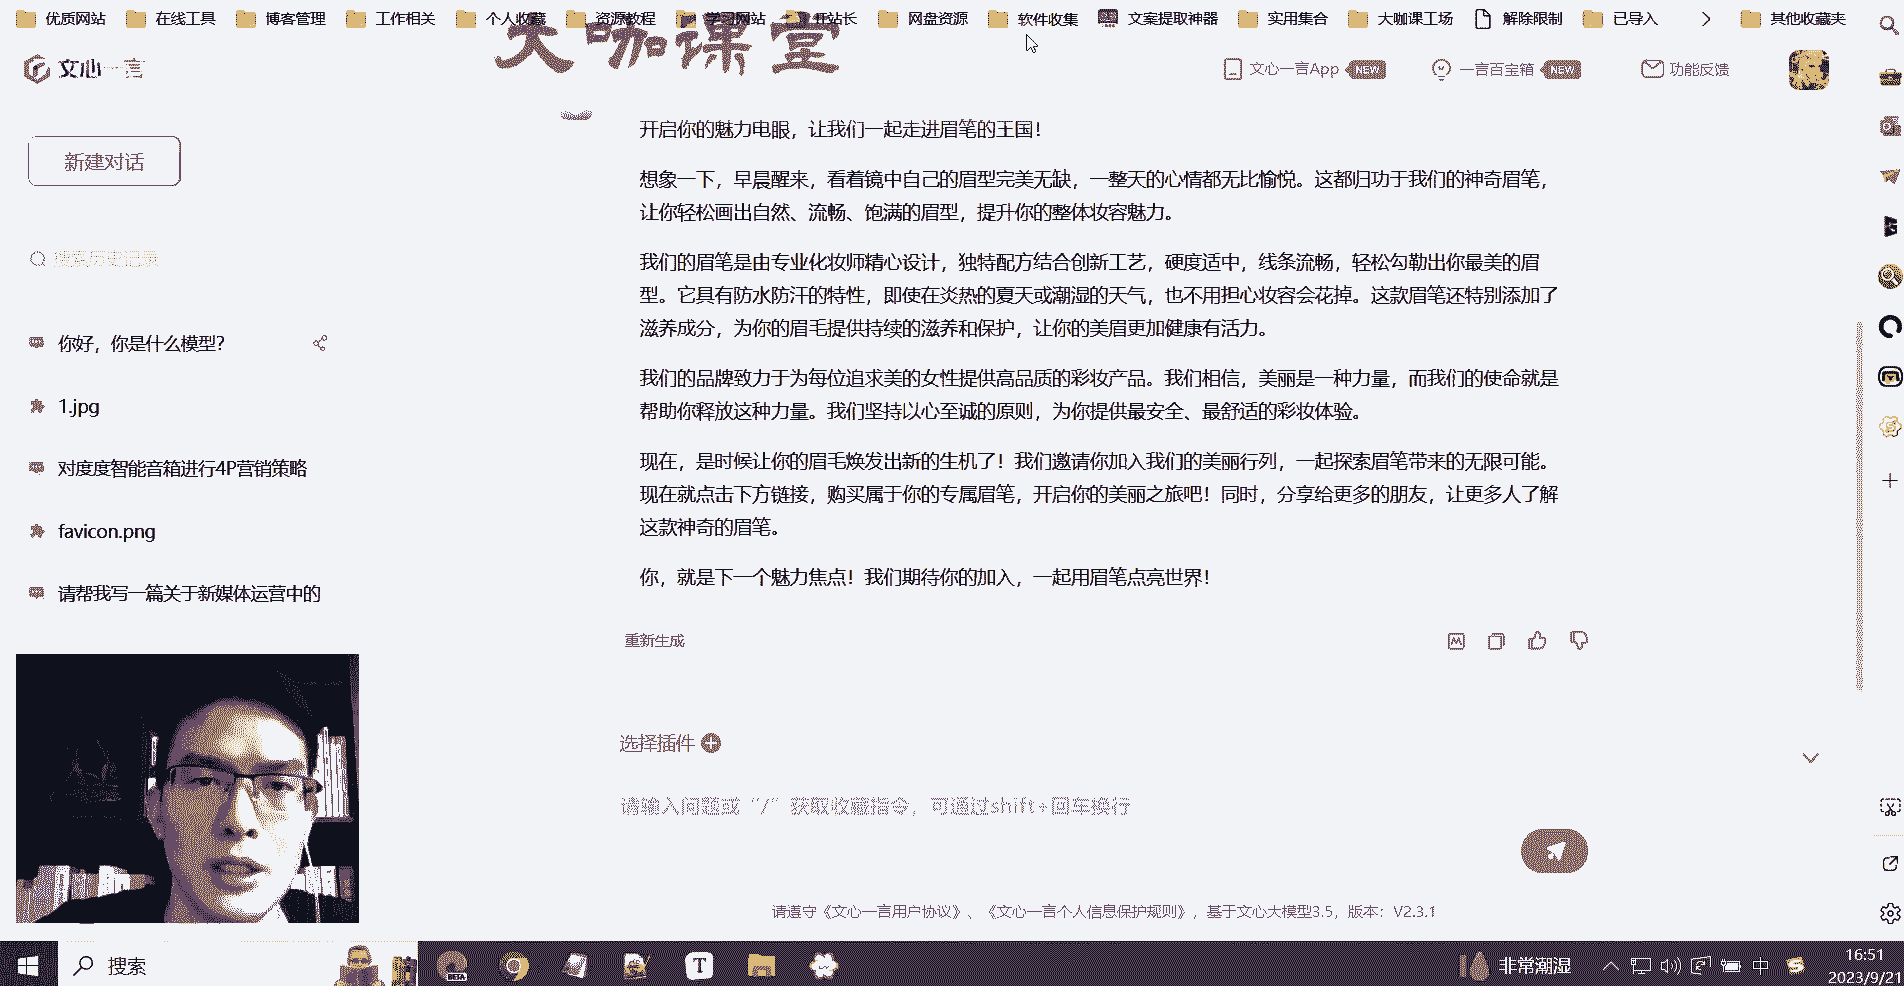 优质网站 在线工具 博客管理 工作相关 个人收藏 资源教程 学习网站 站长 网盘资源 软件收集 文案提取神器 实用集合 大咖课工场 解除限制 已导入 其他收藏夹
大咖课堂
文心一言
文心一言App NEW 一言百宝箱 NEW 功能反馈
新建对话
搜索历史记录
你好，你是什么模型？
1.jpg
对度度智能音箱进行4P营销策略
favicon.png
请帮我写一篇关于新媒体运营中的
开启你的魅力电眼，让我们一起走进眉笔的王国！
想象一下，早晨醒来，看着镜中自己的眉型完美无缺，一整天的心情都无比愉悦。这都归功于我们的神奇眉笔，
让你轻松画出自然、流畅、饱满的眉型，提升你的整体妆容魅力。
我们的眉笔是由专业化妆师精心设计，独特配方结合创新工艺，硬度适中，线条流畅，轻松勾勒出你最美的眉
型。它具有防水防汗的特性，即使在炎热的夏天或潮湿的天气，也不用担心妆容会花掉。这款眉笔还特别添加了
滋养成分，为你的眉毛提供持续的滋养和保护，让你的美眉更加健康有活力。
我们的品牌致力于为每位追求美的女性提供高品质的彩妆产品。我们相信，美丽是一种力量，而我们的使命就是
帮助你释放这种力量。我们坚持以心至诚的原则，为你提供最安全、最舒适的彩妆体验。
现在，是时候让你的眉毛焕发出新的生机了！我们邀请你加入我们的美丽行列，一起探索眉笔带来的无限可能。
现在就点击下方链接，购买属于你的专属眉笔，开启你的美丽之旅吧！同时，分享给更多的朋友，让更多人了解
这款神奇的眉笔。
你，就是下一个魅力焦点！我们期待你的加入，一起用眉笔点亮世界！
重新生成
选择插件
请输入问题或“/”获取收藏指令，可通过shift+回车换行
请遵守《文心一言用户协议》、《文心一言个人信息保护规则》，基于文心大模型3.5，版本：V2.3.1
搜索
BETA
非常潮湿
中
16:51
2023/9/21